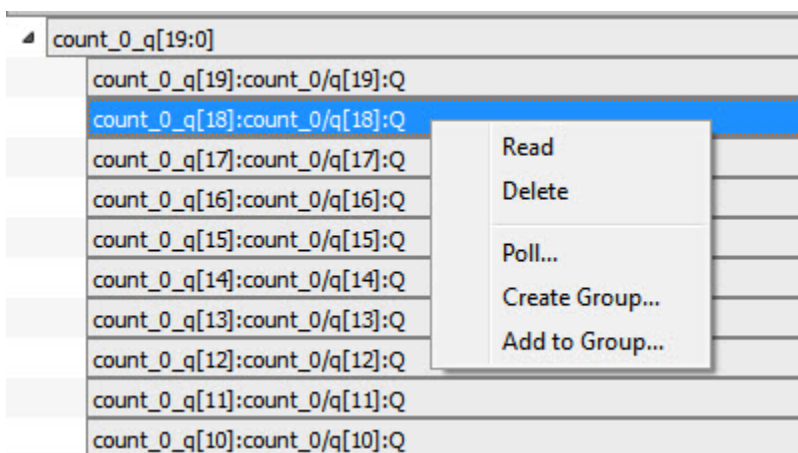 count_0_q[19:0]
count_0_q[19]:count_0/q[19]:Q
count_0_q[18]:count_0/q[18]:Q
count_0_q[17]:count_0/q[17]:Q
count_0_q[16]:count_0/q[16]:Q
count_0_q[15]:count_0/q[15]:Q
count_0_q[14]:count_0/q[14]:Q
count_0_q[13]:count_0/q[13]:Q
count_0_q[12]:count_0/q[12]:Q
count_0_q[11]:count_0/q[11]:Q
count_0_q[10]:count_0/q[10]:Q
Read
Delete
Poll...
Create Group...
Add to Group...